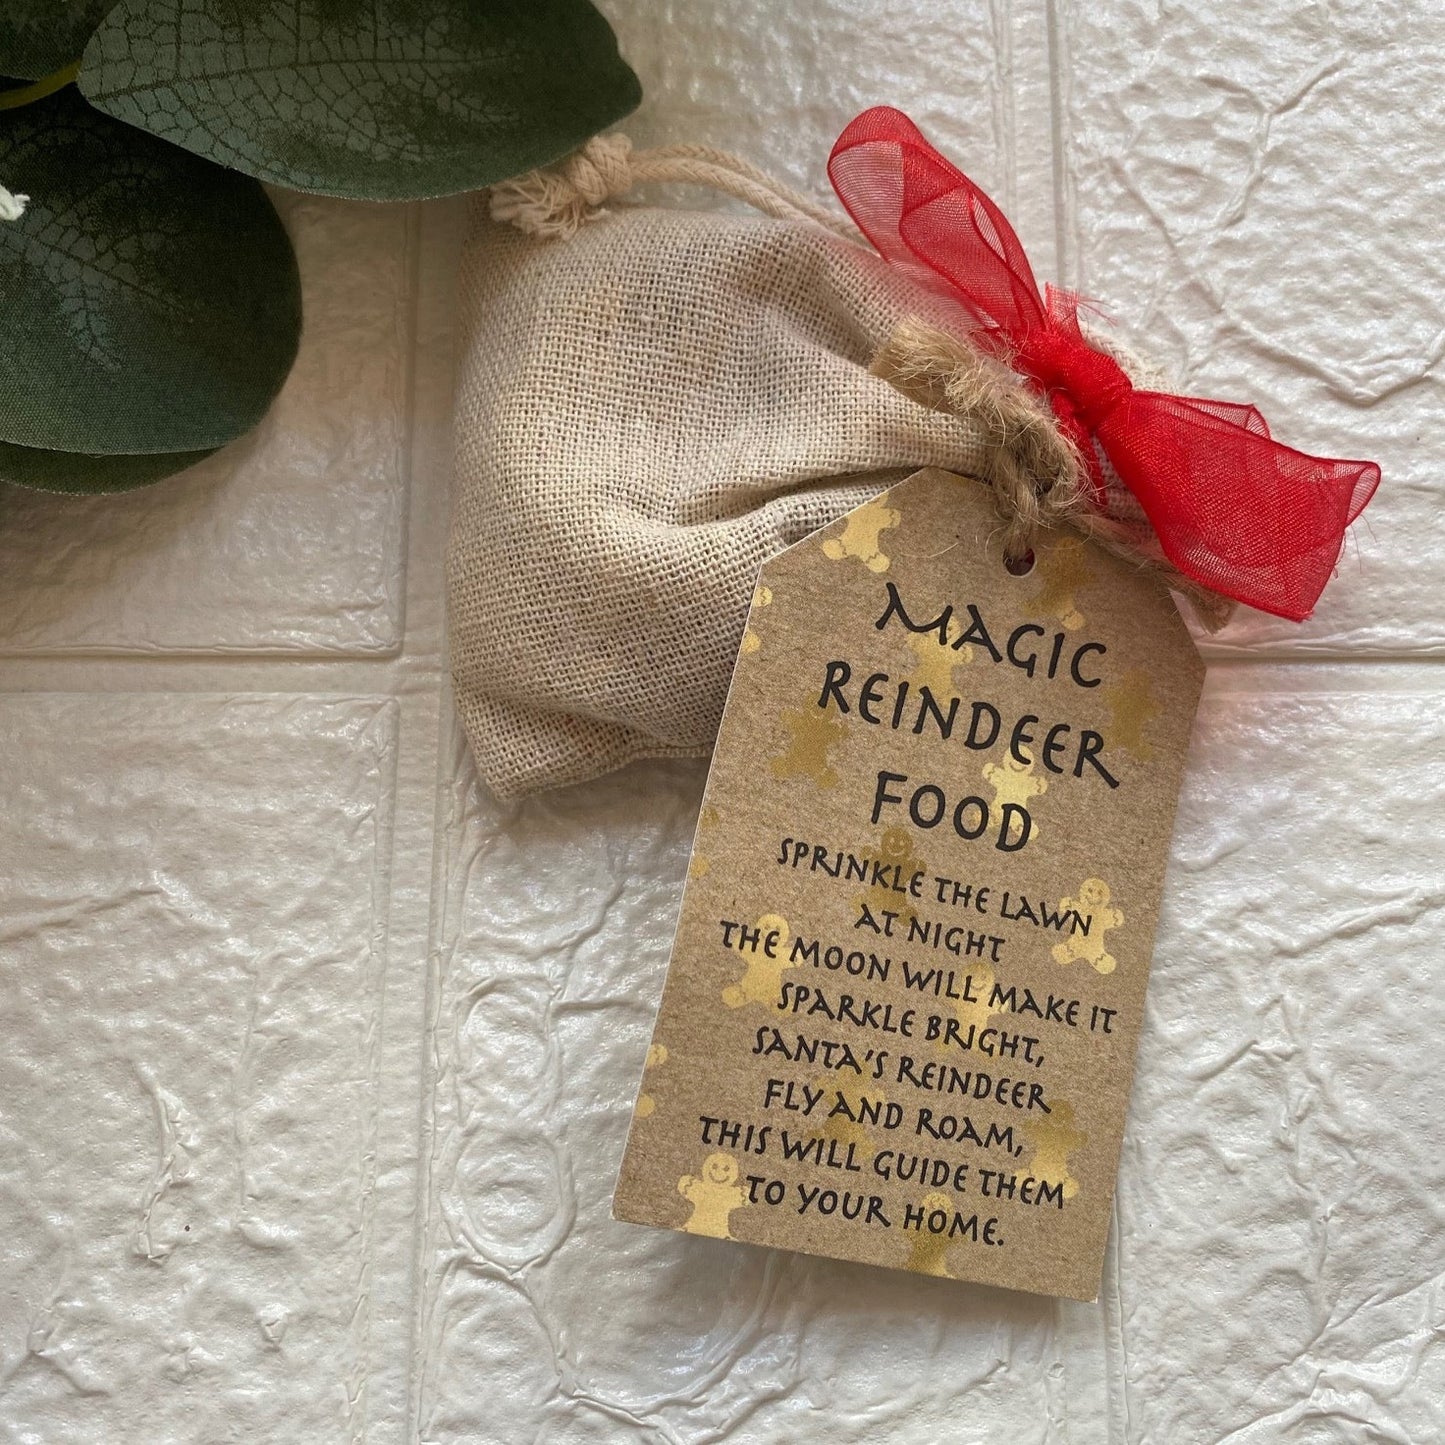 MAGIC
REINDEER
FOOD
SPRINKLE THE LAWN
AT NIGHT
THE MOON WILL MAKE IT
SPARKLE BRIGHT,
SANTA'S REINDEER
FLY AND ROAM,
THIS WILL GUIDE THEM
TO YOUR HOME.